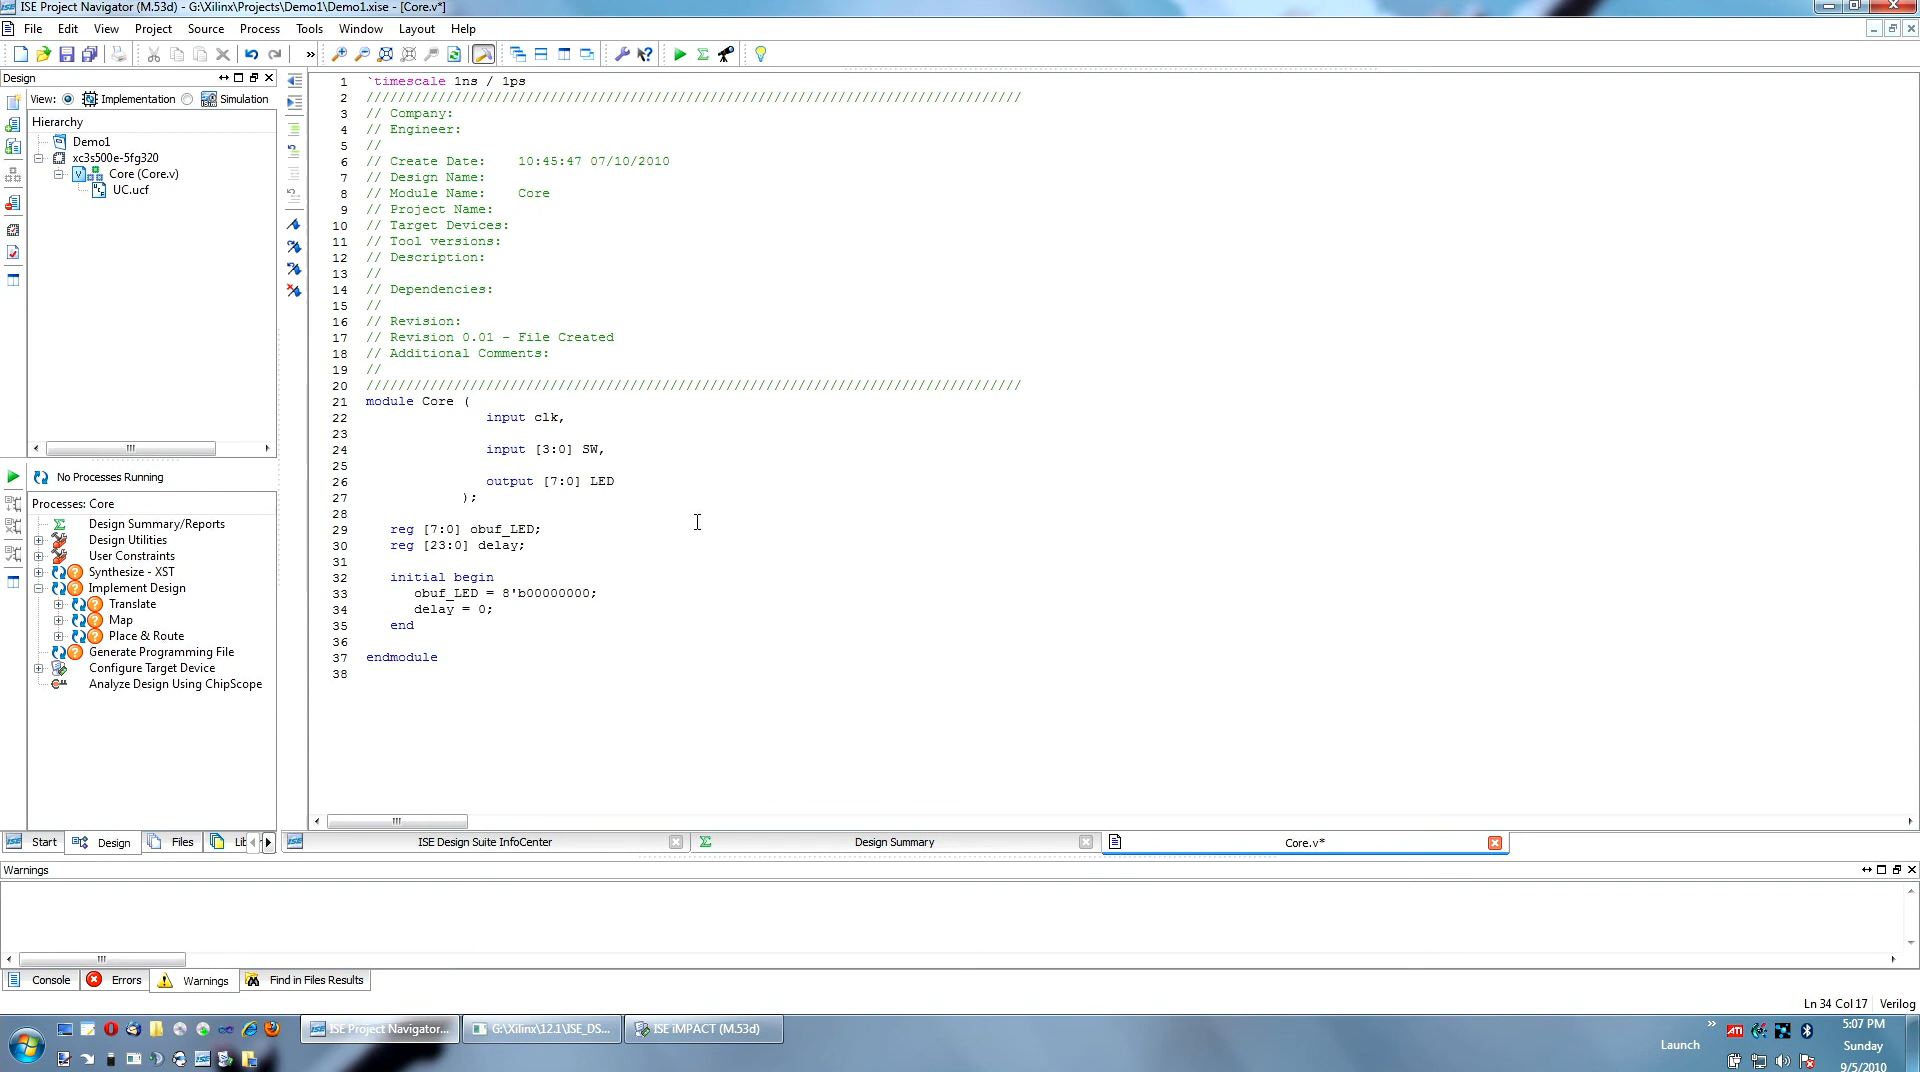 ISE Project Navigator (M.53d) - G:\Xilinx\Projects\Demo1\Demo1.xise - [Core.v*]
File Edit View Project Source Process Tools Window Layout Help
Design
View: Implementation Simulation
Hierarchy
Demo1
xc3s500e-5fg320
Core (Core.v)
UC.ucf
No Processes Running
Processes: Core
Design Summary/Reports
Design Utilities
User Constraints
Synthesize - XST
Implement Design
Translate
Map
Place & Route
Generate Programming File
Configure Target Device
Analyze Design Using ChipScope
Start Design Files Lit
1 `timescale 1ns / 1ps
2 //////////////////////////////////////////////////////////////////////////////////
3 // Company:
4 // Engineer:
5 //
6 // Create Date:    10:45:47 07/10/2010
7 // Design Name:
8 // Module Name:    Core
9 // Project Name:
10 // Target Devices:
11 // Tool versions:
12 // Description:
13 //
14 // Dependencies:
15 //
16 // Revision:
17 // Revision 0.01 - File Created
18 // Additional Comments:
19 //
20 //////////////////////////////////////////////////////////////////////////////////
21 module Core (
22 input clk,
23
24 input [3:0] SW,
25
26 output [7:0] LED
27 );
28
29 reg [7:0] obuf_LED;
30 reg [23:0] delay;
31
32 initial begin
33 obuf_LED = 8'b00000000;
34 delay = 0;
35 end
36
37 endmodule
38
ISE Design Suite InfoCenter Design Summary Core.v*
Warnings
Console Errors Warnings Find in Files Results
Ln 34 Col 17 Verilog
ISE Project Navigator... G:\Xilinx\12.1\ISE_DS... ISE iMPACT (M.53d)
Launch
ATI
5:07 PM
Sunday
9/5/2010